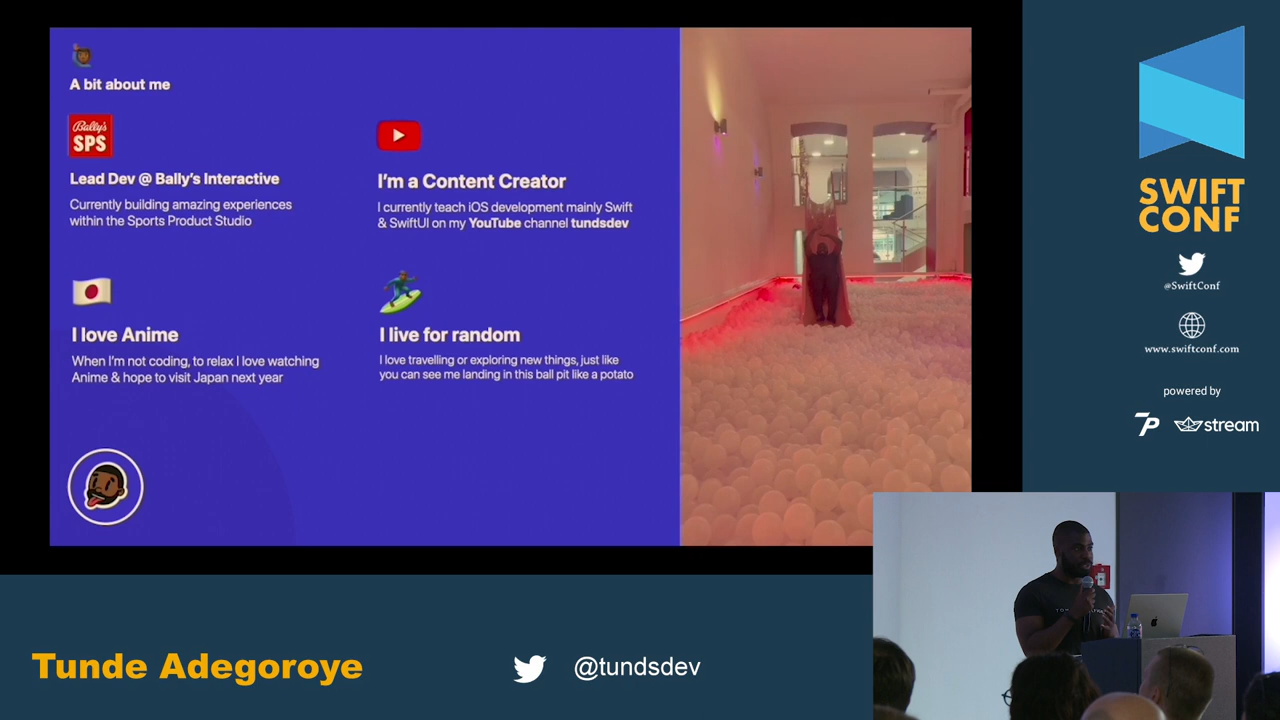 A bit about me
Bally's
SPS
Lead Dev @ Bally's Interactive
Currently building amazing experiences
within the Sports Product Studio
I'm a Content Creator
I currently teach iOS development mainly Swift
& SwiftUI on my YouTube channel tundsdev
I love Anime
When I'm not coding, to relax I love watching
Anime & hope to visit Japan next year
I live for random
I love travelling or exploring new things, just like
you can see me landing in this ball pit like a potato
SWIFT
CONF
@SwiftConf
www.swiftconf.com
powered by
7P
stream
Tunde Adegoroye
@tundsdev